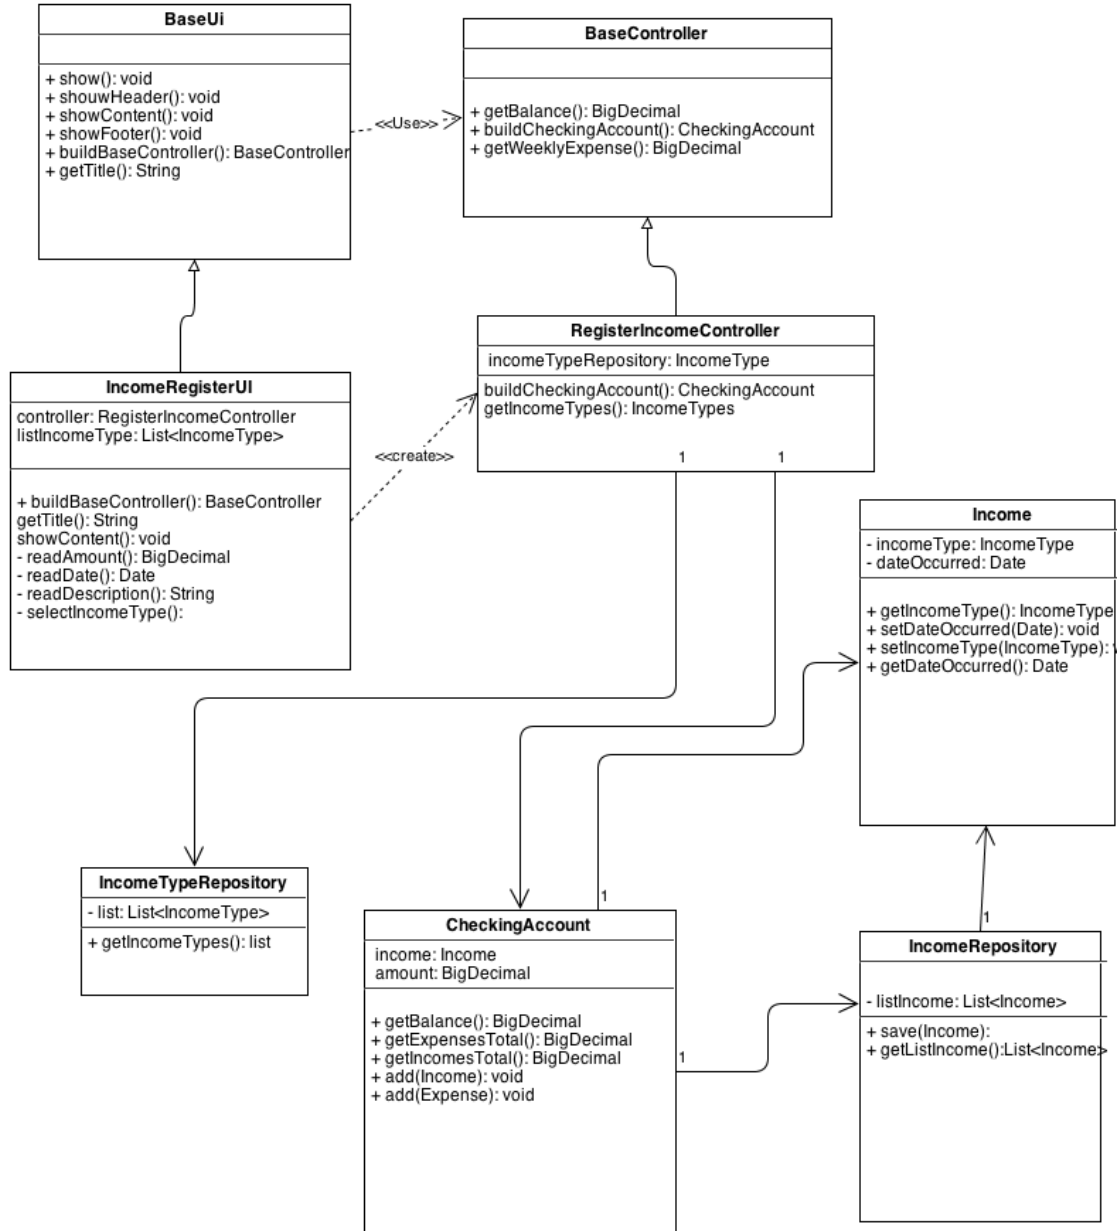 BaseUi
+ show(): void
+ shouwHeader(): void
+ showContent(): void
+ showFooter(): void
+ buildBaseController(): BaseController
+ getTitle(): String
<<Use>>
BaseController
+ getBalance(): BigDecimal
+ buildCheckingAccount(): CheckingAccount
+ getWeeklyExpense(): BigDecimal
IncomeRegisterUI
controller: RegisterIncomeController
listIncomeType: List<IncomeType>
+ buildBaseController(): BaseController
getTitle(): String
showContent(): void
- readAmount(): BigDecimal
- readDate(): Date
- readDescription(): String
- selectIncomeType():
<<create>>
RegisterIncomeController
incomeTypeRepository: IncomeType
buildCheckingAccount(): CheckingAccount
getIncomeTypes(): IncomeTypes
1
1
Income
- incomeType: IncomeType
- dateOccurred: Date
+ getIncomeType(): IncomeType
+ setDateOccurred(Date): void
+ setIncomeType(IncomeType):
+ getDateOccurred(): Date
IncomeTypeRepository
- list: List<IncomeType>
+ getIncomeTypes(): list
1
CheckingAccount
income: Income
amount: BigDecimal
+ getBalance(): BigDecimal
+ getExpensesTotal(): BigDecimal
+ getIncomesTotal(): BigDecimal
+ add(Income): void
+ add(Expense): void
1
1
IncomeRepository
- listIncome: List<Income>
+ save(Income):
+ getListIncome():List<Income>